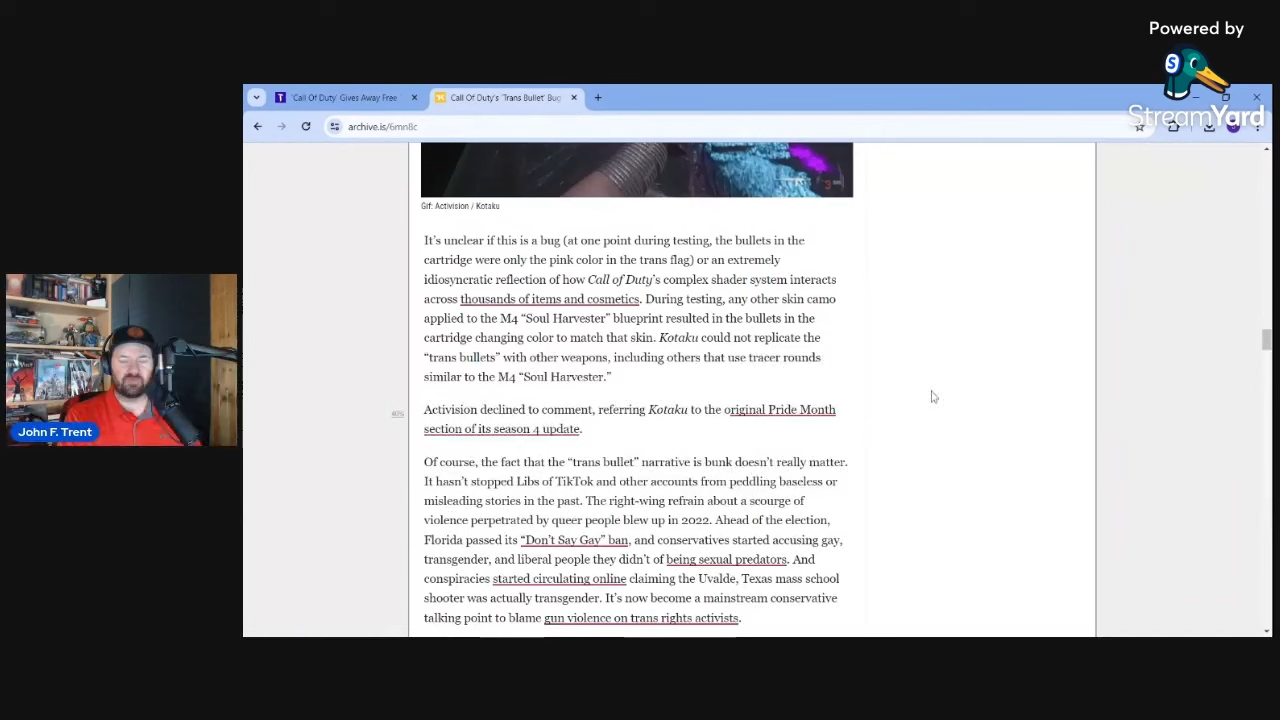 Powered by
StreamYard
'Call Of Duty' Gives Away Free
Call Of Duty's 'Trans Bullet' Bug
archive.is/6mn8c
Gif: Activision / Kotaku
It's unclear if this is a bug (at one point during testing, the bullets in the
cartridge were only the pink color in the trans flag) or an extremely
idiosyncratic reflection of how Call of Duty's complex shader system interacts
across thousands of items and cosmetics. During testing, any other skin camo
applied to the M4 “Soul Harvester” blueprint resulted in the bullets in the
cartridge changing color to match that skin. Kotaku could not replicate the
“trans bullets” with other weapons, including others that use tracer rounds
similar to the M4 “Soul Harvester.”
Activision declined to comment, referring Kotaku to the original Pride Month
section of its season 4 update.
Of course, the fact that the “trans bullet” narrative is bunk doesn't really matter.
It hasn't stopped Libs of TikTok and other accounts from peddling baseless or
misleading stories in the past. The right-wing refrain about a scourge of
violence perpetrated by queer people blew up in 2022. Ahead of the election,
Florida passed its “Don't Say Gay” ban, and conservatives started accusing gay,
transgender, and liberal people they didn't of being sexual predators. And
conspiracies started circulating online claiming the Uvalde, Texas mass school
shooter was actually transgender. It's now become a mainstream conservative
talking point to blame gun violence on trans rights activists.
John F. Trent